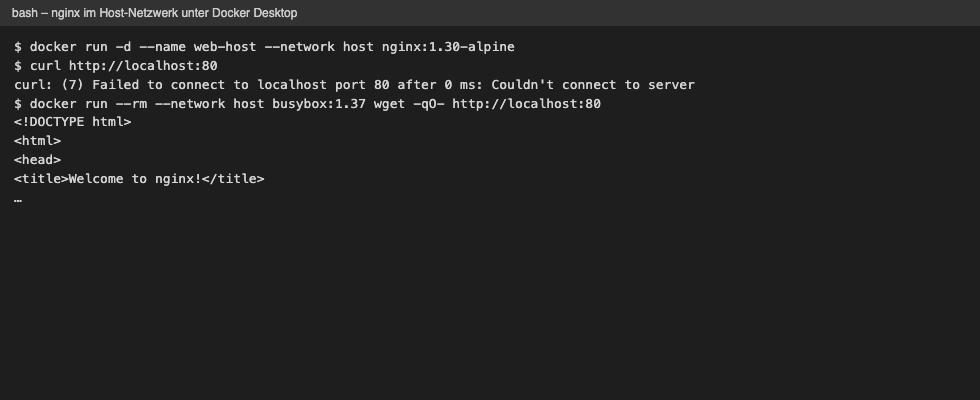 bash – nginx im Host-Netzwerk unter Docker Desktop
$ docker run -d --name web-host --network host nginx:1.30-alpine
$ curl http://localhost:80
curl: (7) Failed to connect to localhost port 80 after 0 ms: Couldn't connect to server
$ docker run --rm --network host busybox:1.37 wget -qO- http://localhost:80
<!DOCTYPE html>
<html>
<head>
<title>Welcome to nginx!</title>
…